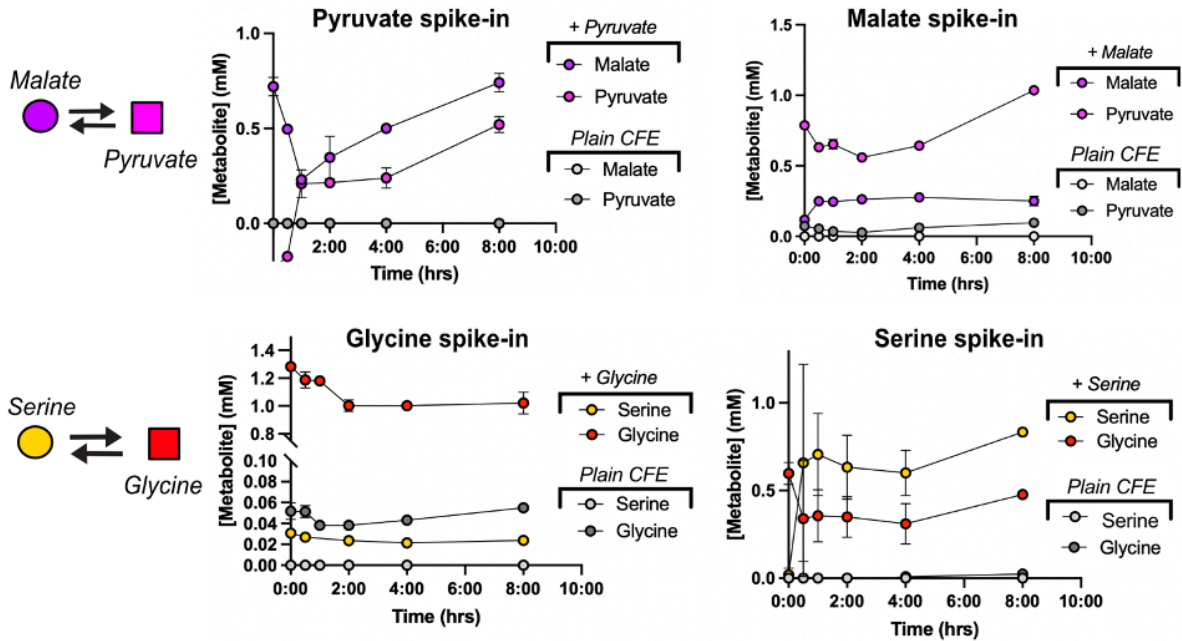 Malate
Pyruvate
Pyruvate spike-in
[Metabolite] (mM)
1.0
0.5
0.0
2:00 4:00 6:00 8:00 10:00
Time (hrs)
+ Pyruvate
Malate
Pyruvate
Plain CFE
Malate
Pyruvate
Malate spike-in
[Metabolite] (mM)
1.5
1.0
0.5
0.0
0:00 2:00 4:00 6:00 8:00 10:00
Time (hrs)
+ Malate
Malate
Pyruvate
Plain CFE
Malate
Pyruvate
Serine
Glycine
Glycine spike-in
[Metabolite] (mM)
1.4
1.2
1.0
0.8
0.10
0.08
0.06
0.04
0.02
0.00
0:00 2:00 4:00 6:00 8:00 10:00
Time (hrs)
+ Glycine
Serine
Glycine
Plain CFE
Serine
Glycine
Serine spike-in
[Metabolite] (mM)
1.0
0.5
0.0
0:00 2:00 4:00 6:00 8:00 10:00
Time (hrs)
+ Serine
Serine
Glycine
Plain CFE
Serine
Glycine